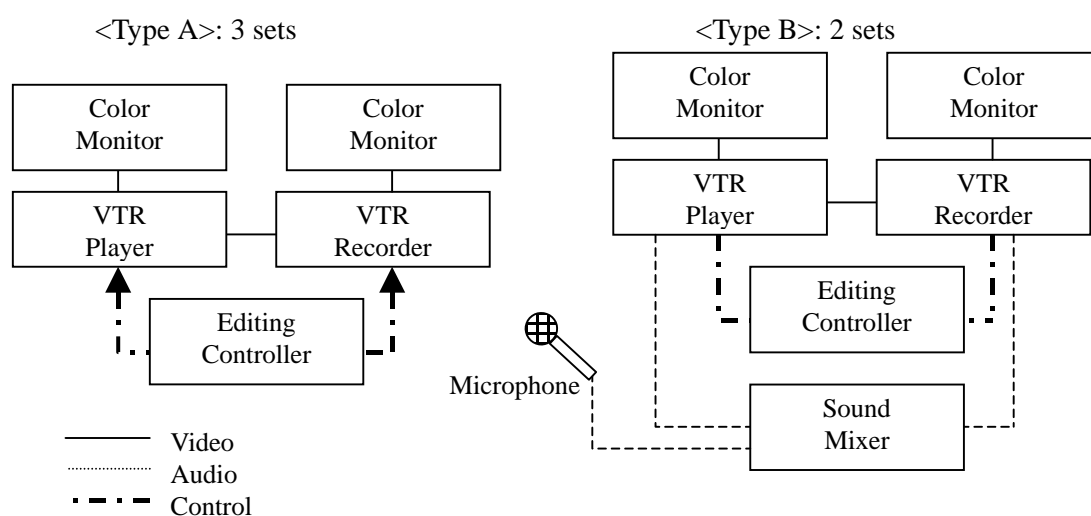 <Type A>: 3 sets
Color
Monitor
Color
Monitor
VTR
Player
VTR
Recorder
Editing
Controller
Video
Audio
Control
<Type B>: 2 sets
Color
Monitor
Color
Monitor
VTR
Player
VTR
Recorder
Editing
Controller
Microphone
Sound
Mixer